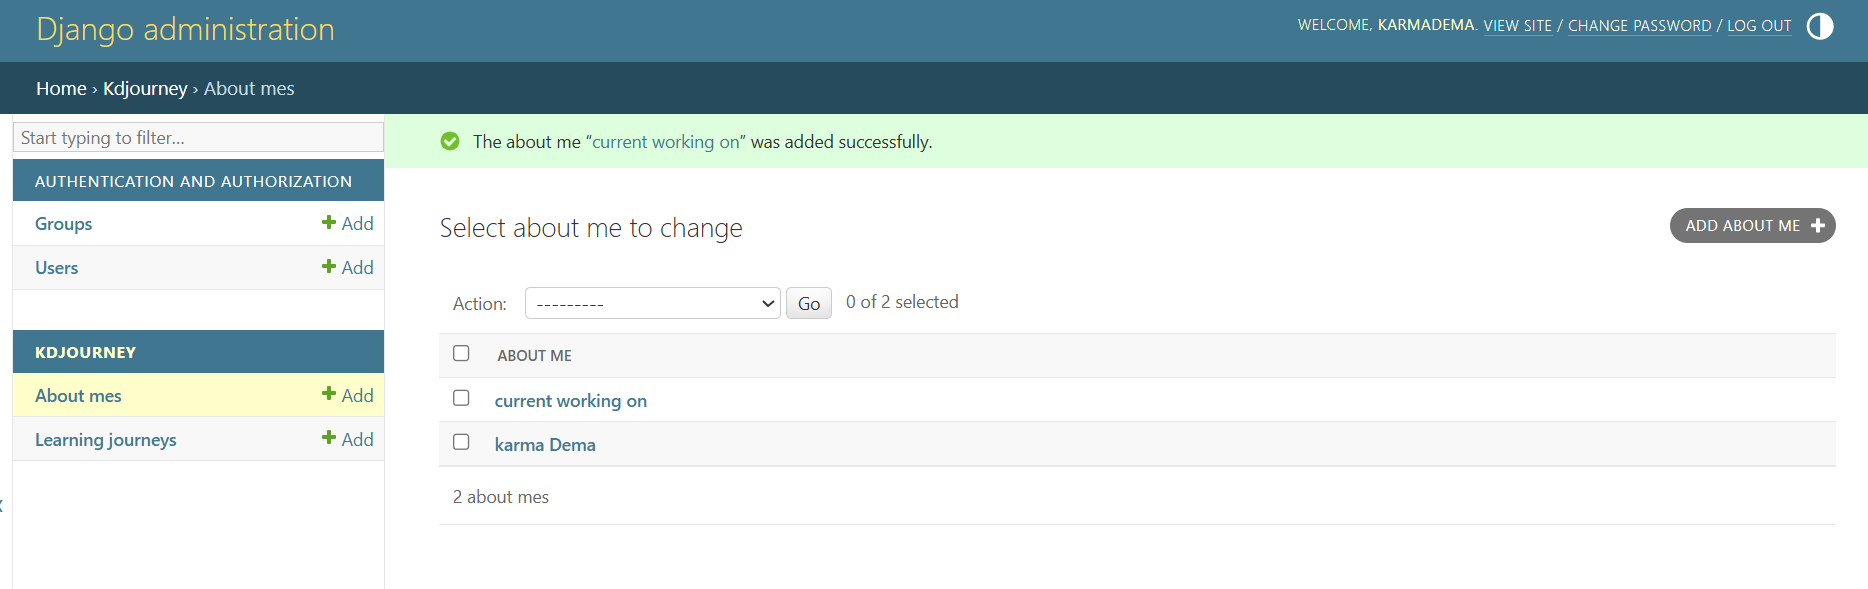 Django administration
WELCOME, KARMADEMA. VIEW SITE / CHANGE PASSWORD / LOG OUT
Home › Kdjourney › About mes
Start typing to filter...
AUTHENTICATION AND AUTHORIZATION
Groups + Add
Users + Add
KDJOURNEY
About mes + Add
Learning journeys + Add
The about me “current working on” was added successfully.
Select about me to change
ADD ABOUT ME +
Action: --------- Go 0 of 2 selected
ABOUT ME
current working on
karma Dema
2 about mes